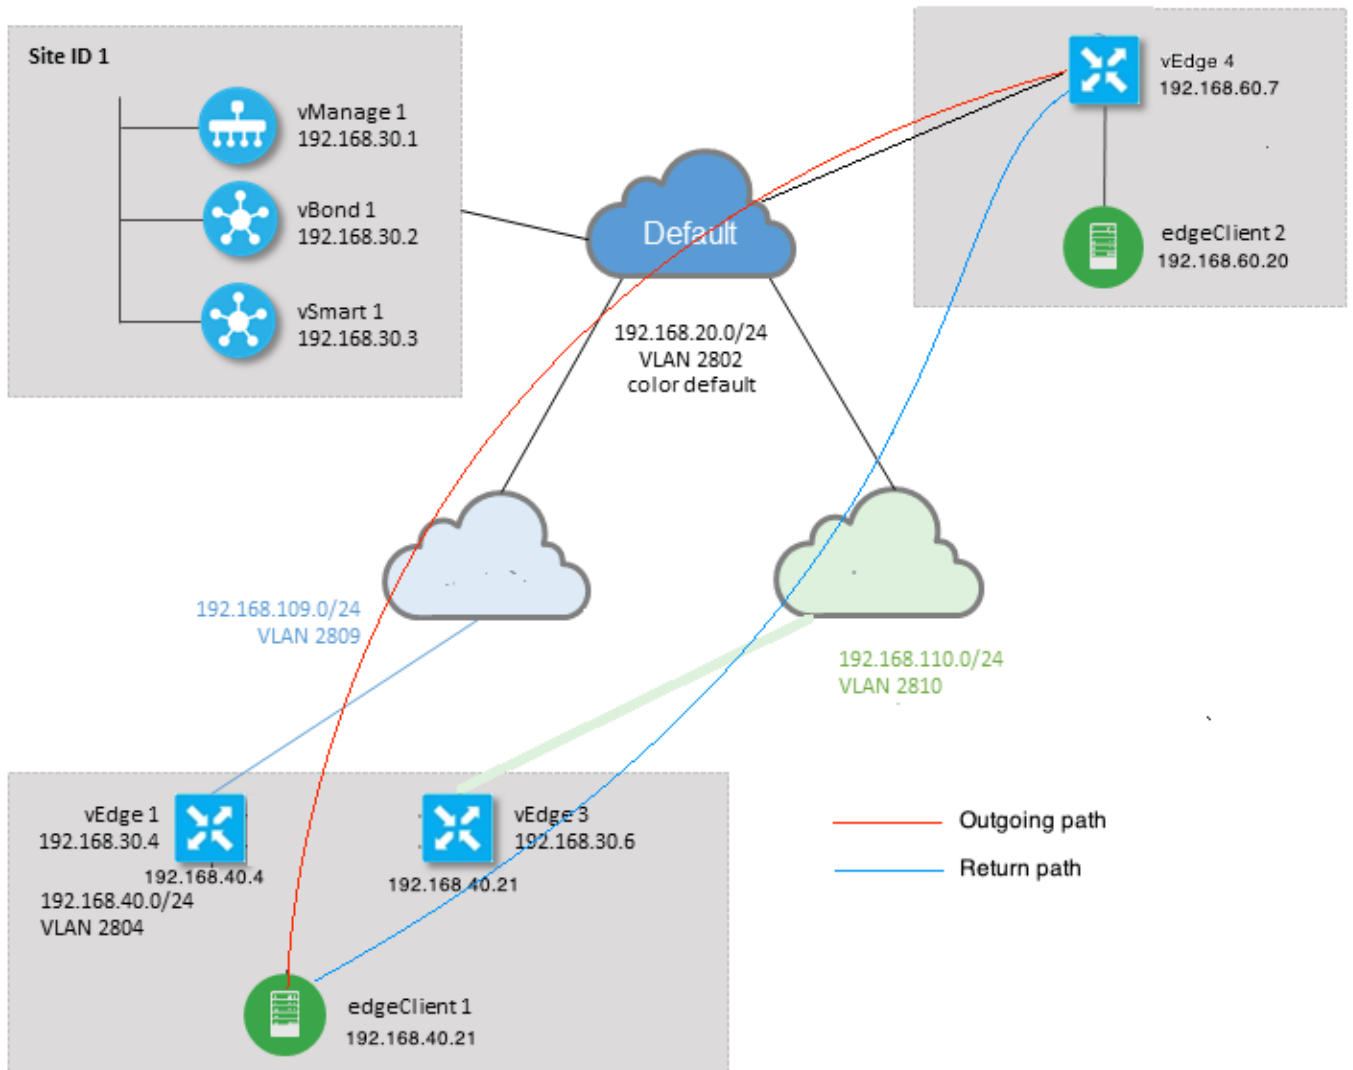 Site ID 1
vManage 1
192.168.30.1
vBond 1
192.168.30.2
vSmart 1
192.168.30.3
vEdge 4
192.168.60.7
edgeClient 2
192.168.60.20
Default
192.168.20.0/24
VLAN 2802
color default
192.168.109.0/24
VLAN 2809
192.168.110.0/24
VLAN 2810
vEdge 1
192.168.30.4
192.168.40.4
192.168.40.0/24
VLAN 2804
vEdge 3
192.168.30.6
192.168.40.21
edgeClient 1
192.168.40.21
Outgoing path
Return path